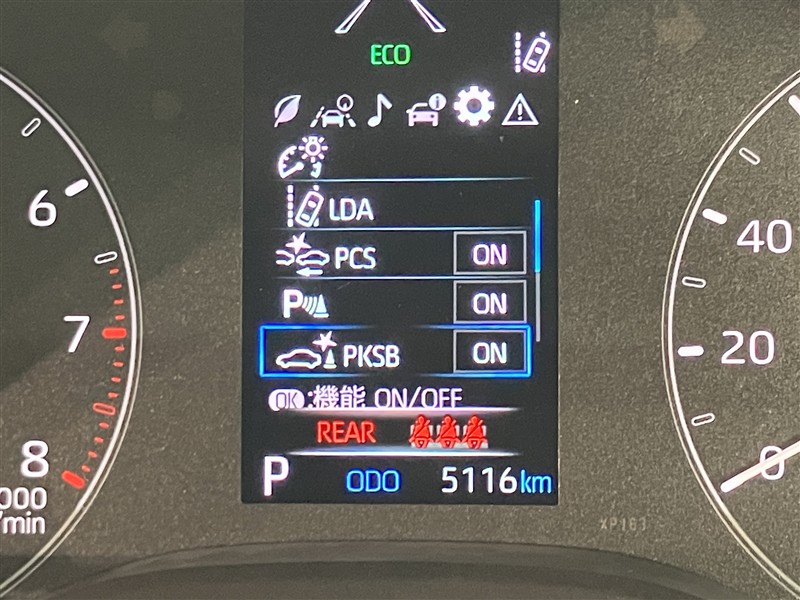 ECO
LDA
PCS ON
P ON
PKSB ON
OK :機能 ON/OFF
REAR
P ODO 5116km
6
7
8
000
/min
40
20
0
XP163